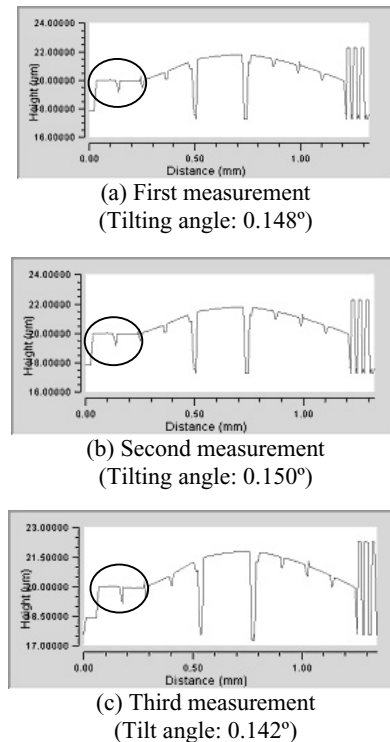 24.00000
22.00000
20.00000
18.00000
16.00000
Height (µm)
0.00
0.50
1.00
Distance (mm)
(a) First measurement
(Tilting angle: 0.148º)
24.00000
22.00000
20.00000
18.00000
16.00000
Height (µm)
0.00
0.50
1.00
Distance (mm)
(b) Second measurement
(Tilting angle: 0.150º)
23.00000
21.50000
20.00000
18.50000
17.00000
Height (µm)
0.00
0.50
1.00
Distance (mm)
(c) Third measurement
(Tilt angle: 0.142º)